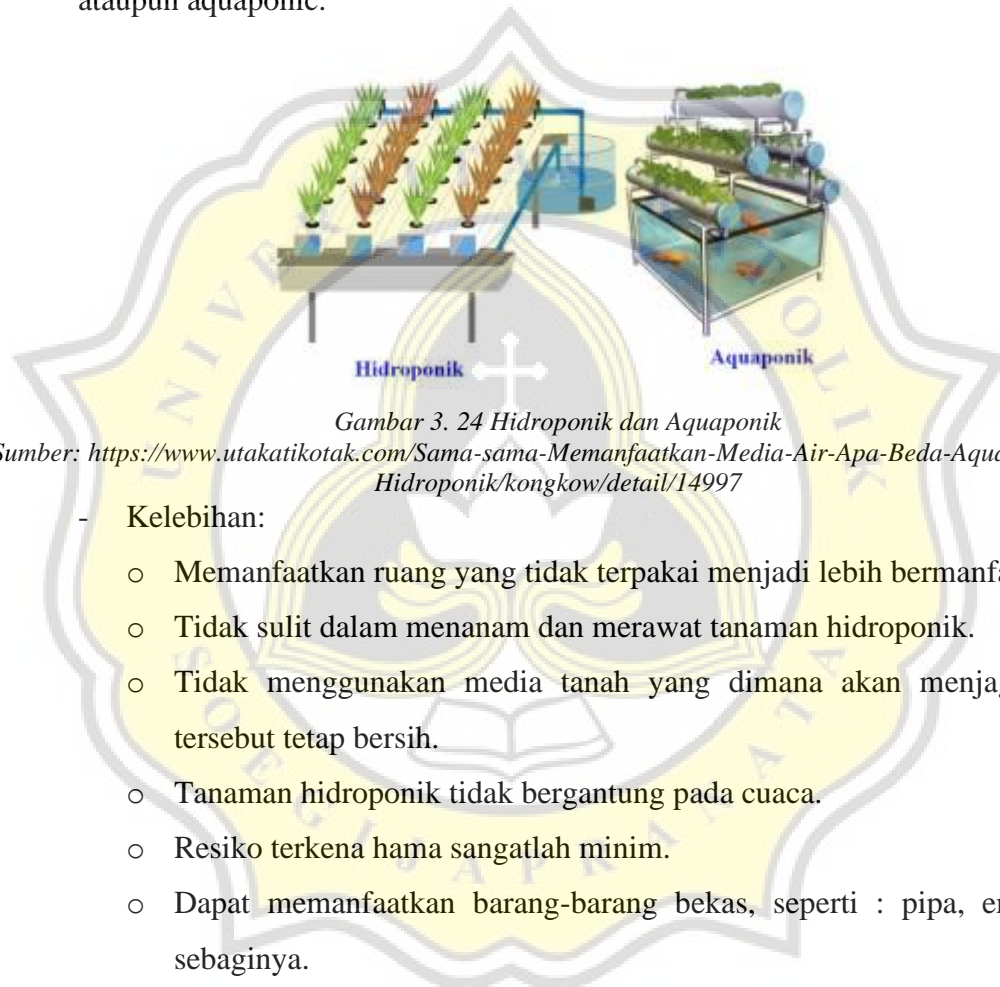 ataupun aquaponic.
Hidroponik
Aquaponik
Gambar 3. 24 Hidroponik dan Aquaponik
Sumber: https://www.utakatikotak.com/Sama-sama-Memanfaatkan-Media-Air-Apa-Beda-Aqua
Hidroponik/kongkow/detail/14997
- Kelebihan:
o Memanfaatkan ruang yang tidak terpakai menjadi lebih bermanfa
o Tidak sulit dalam menanam dan merawat tanaman hidroponik.
o Tidak menggunakan media tanah yang dimana akan menjag
tersebut tetap bersih.
o Tanaman hidroponik tidak bergantung pada cuaca.
o Resiko terkena hama sangatlah minim.
o Dapat memanfaatkan barang-barang bekas, seperti : pipa, em
sebaginya.